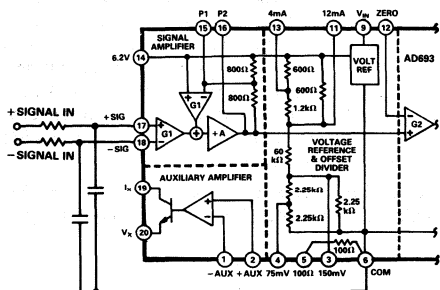 P1 P2 4mA 12mA VIN ZERO
15 16 13 11 9 12
SIGNAL AMPLIFIER
6.2V 14
800Ω 600Ω 600Ω VOLT REF AD693
800Ω 1.2kΩ
G1
+SIGNAL IN +SIG 17
G1 + +A G2
−SIGNAL IN −SIG 18
60 kΩ
VOLTAGE REFERENCE & OFFSET DIVIDER
AUXILIARY AMPLIFIER
IX 19
2.25kΩ
2.25kΩ 2.25 kΩ
VX 20
100Ω
1 2 4 5 3 6
−AUX +AUX 75mV 100Ω 150mV COM